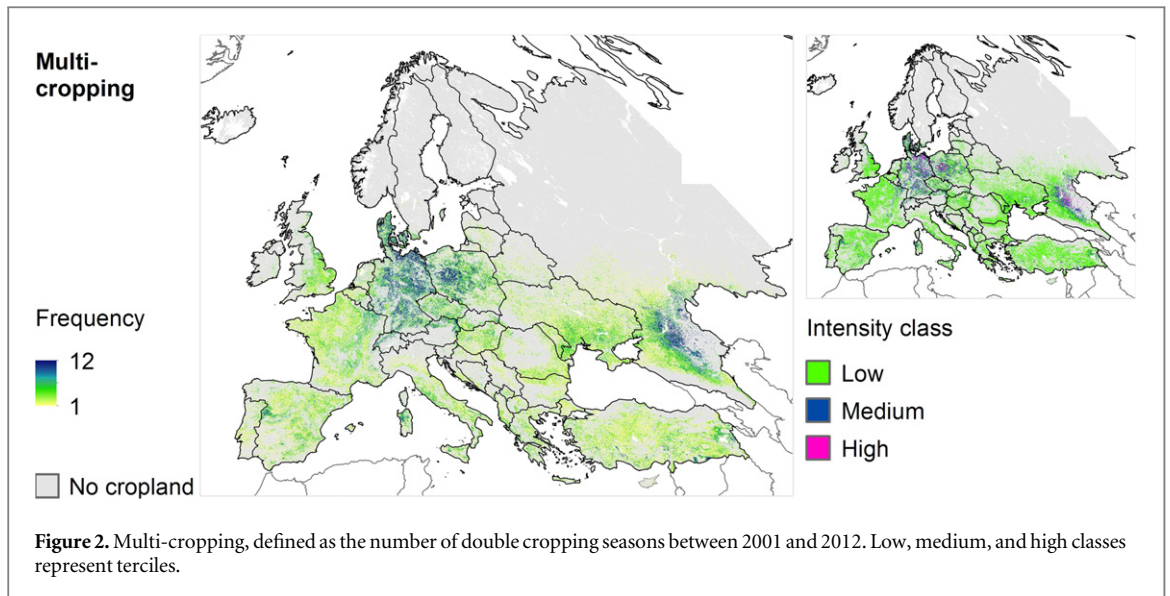 Multi-
cropping
Frequency
12
1
No cropland
Intensity class
Low
Medium
High
Figure 2. Multi-cropping, defined as the number of double cropping seasons between 2001 and 2012. Low, medium, and high classes
represent terciles.